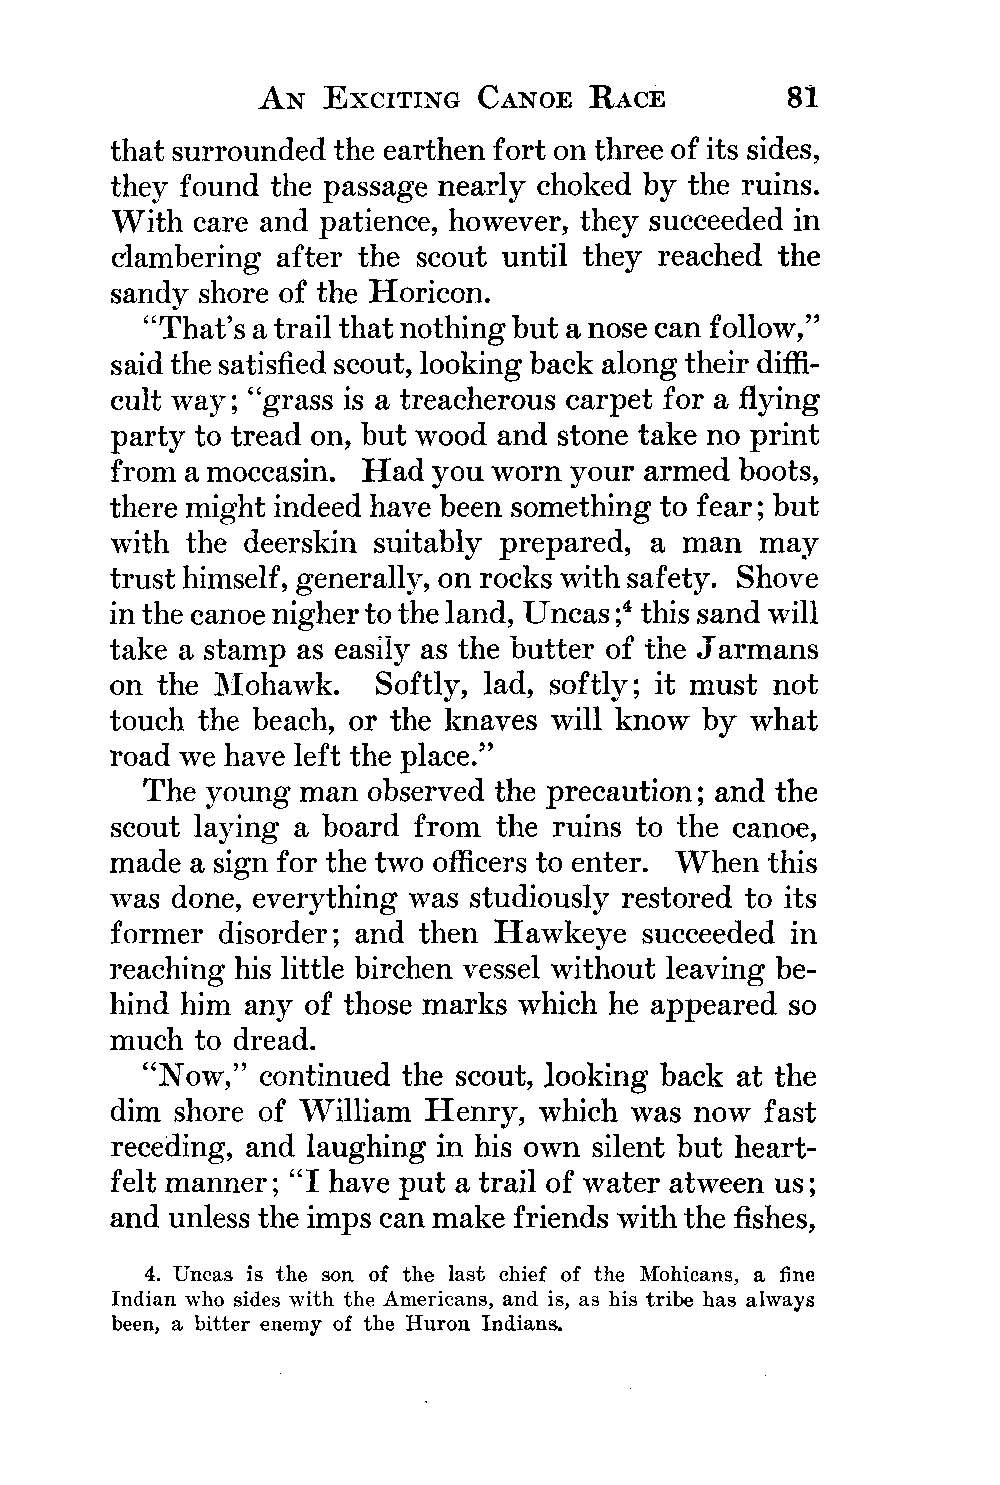 AN EXCITING CANOE RACE 81
that surrounded the earthen fort on three of its sides,
they found the passage nearly choked by the ruins.
With care and patience, however, they succeeded in
clambering after the scout until they reached the
sandy shore of the Horicon.
“That’s a trail that nothing but a nose can follow,”
said the satisfied scout, looking back along their diffi-
cult way; “grass is a treacherous carpet for a flying
party to tread on, but wood and stone take no print
from a moccasin. Had you worn your armed boots,
there might indeed have been something to fear; but
with the deerskin suitably prepared, a man may
trust himself, generally, on rocks with safety. Shove
in the canoe nigher to the land, Uncas;⁴ this sand will
take a stamp as easily as the butter of the Jarmans
on the Mohawk. Softly, lad, softly; it must not
touch the beach, or the knaves will know by what
road we have left the place.”
The young man observed the precaution; and the
scout laying a board from the ruins to the canoe,
made a sign for the two officers to enter. When this
was done, everything was studiously restored to its
former disorder; and then Hawkeye succeeded in
reaching his little birchen vessel without leaving be-
hind him any of those marks which he appeared so
much to dread.
“Now,” continued the scout, looking back at the
dim shore of William Henry, which was now fast
receding, and laughing in his own silent but heart-
felt manner; “I have put a trail of water atween us;
and unless the imps can make friends with the fishes,
4. Uncas is the son of the last chief of the Mohicans, a fine
Indian who sides with the Americans, and is, as his tribe has always
been, a bitter enemy of the Huron Indians.